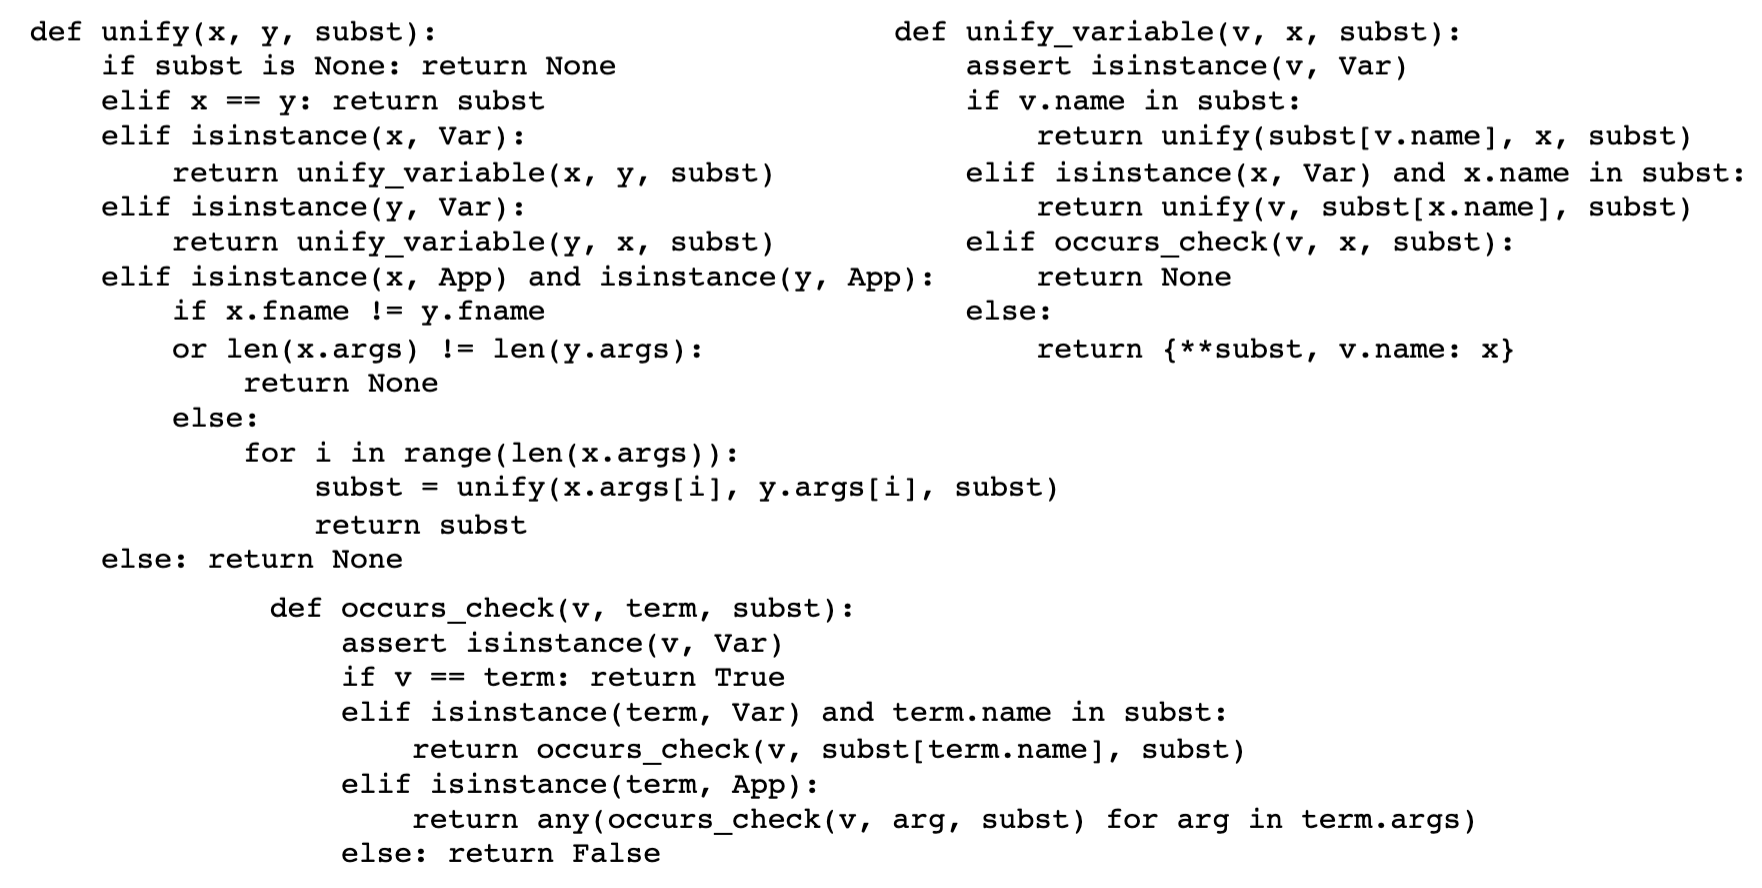 def unify(x, y, subst):
    if subst is None: return None
    elif x == y: return subst
    elif isinstance(x, Var):
        return unify_variable(x, y, subst)
    elif isinstance(y, Var):
        return unify_variable(y, x, subst)
    elif isinstance(x, App) and isinstance(y, App):
        if x.fname != y.fname
        or len(x.args) != len(y.args):
            return None
        else:
            for i in range(len(x.args)):
                subst = unify(x.args[i], y.args[i], subst)
                return subst
    else: return None
def unify_variable(v, x, subst):
    assert isinstance(v, Var)
    if v.name in subst:
        return unify(subst[v.name], x, subst)
    elif isinstance(x, Var) and x.name in subst:
        return unify(v, subst[x.name], subst)
    elif occurs_check(v, x, subst):
        return None
    else:
        return {**subst, v.name: x}
def occurs_check(v, term, subst):
    assert isinstance(v, Var)
    if v == term: return True
    elif isinstance(term, Var) and term.name in subst:
        return occurs_check(v, subst[term.name], subst)
    elif isinstance(term, App):
        return any(occurs_check(v, arg, subst) for arg in term.args)
    else: return False